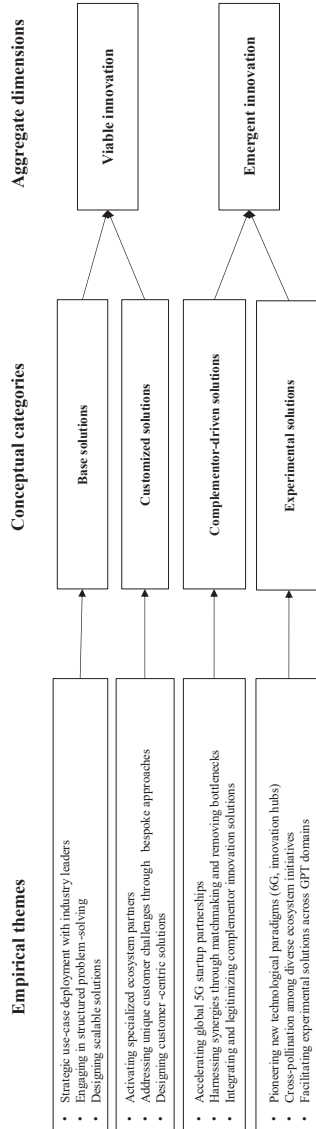 Empirical themes
Conceptual categories
Aggregate dimensions
• Strategic use-case deployment with industry leaders
• Engaging in structured problem -solving
• Designing scalable solutions
Base solutions
Viable innovation
• Activating specialized ecosystem partners
• Addressing unique customer challenges through bespoke approaches
• Designing customer -centric solutions
Customized solutions
• Accelerating global 5G startup partnerships
• Harnessing synergies through matchmaking and removing bottlenecks
• Integrating and legitimizing complementor innovation solutions
Complementor-driven solutions
Emergent innovation
• Pioneering new technological paradigms (6G, innovation hubs)
• Cross-pollination among diverse ecosystem initiatives
• Facilitating experimental solutions across GPT domains
Experimental solutions